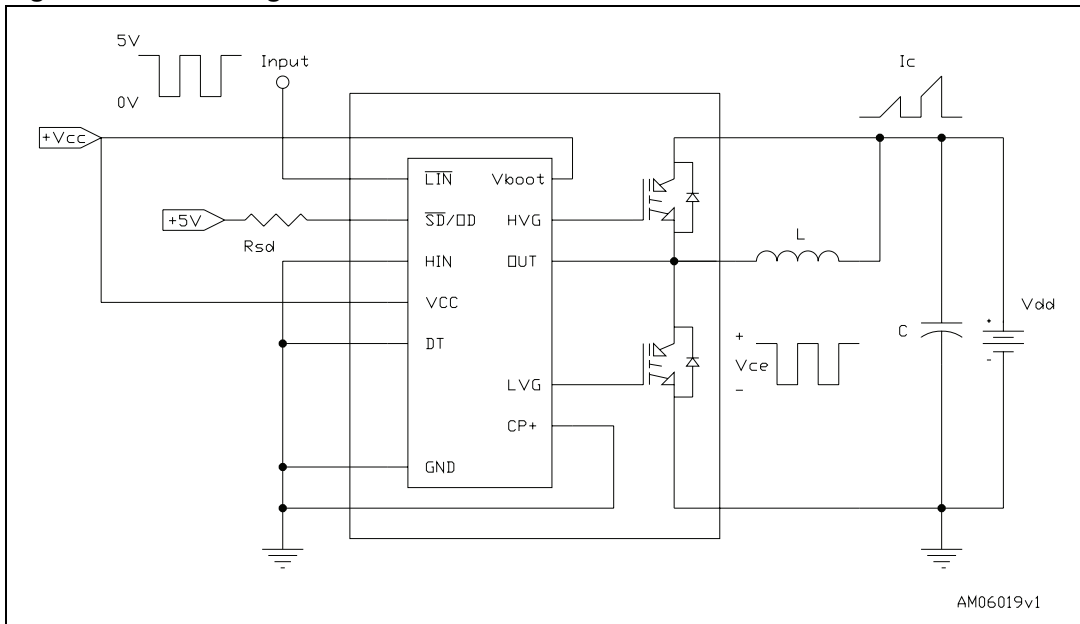 5V
0V
Input
Ic
+Vcc
LIN
Vboot
+5V
Rsd
SD/OD
HVG
HIN
OUT
L
VCC
Vdd
+
-
C
DT
+
Vce
-
LVG
CP+
GND
AM06019v1